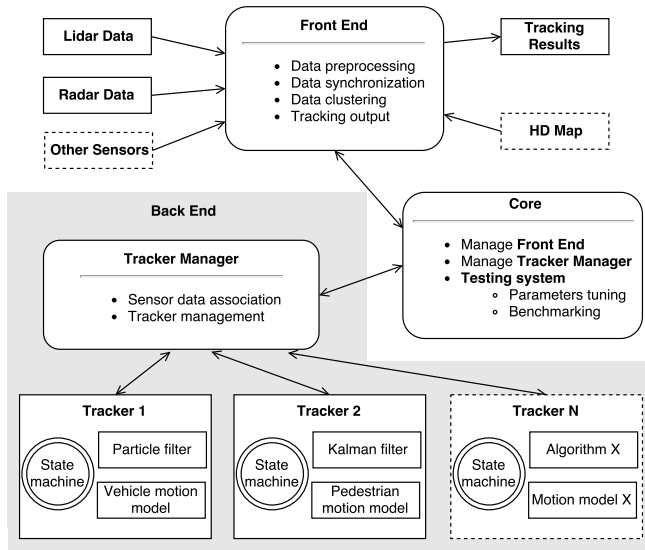 Lidar Data
Front End
Tracking
Results
• Data preprocessing
• Data synchronization
• Data clustering
• Tracking output
Radar Data
Other Sensors
HD Map
Back End
Core
• Manage Front End
• Manage Tracker Manager
• Testing system
∘ Parameters tuning
∘ Benchmarking
Tracker Manager
• Sensor data association
• Tracker management
Tracker 1
State
machine
Particle filter
Vehicle motion
model
Tracker 2
State
machine
Kalman filter
Pedestrian
motion model
Tracker N
State
machine
Algorithm X
Motion model X